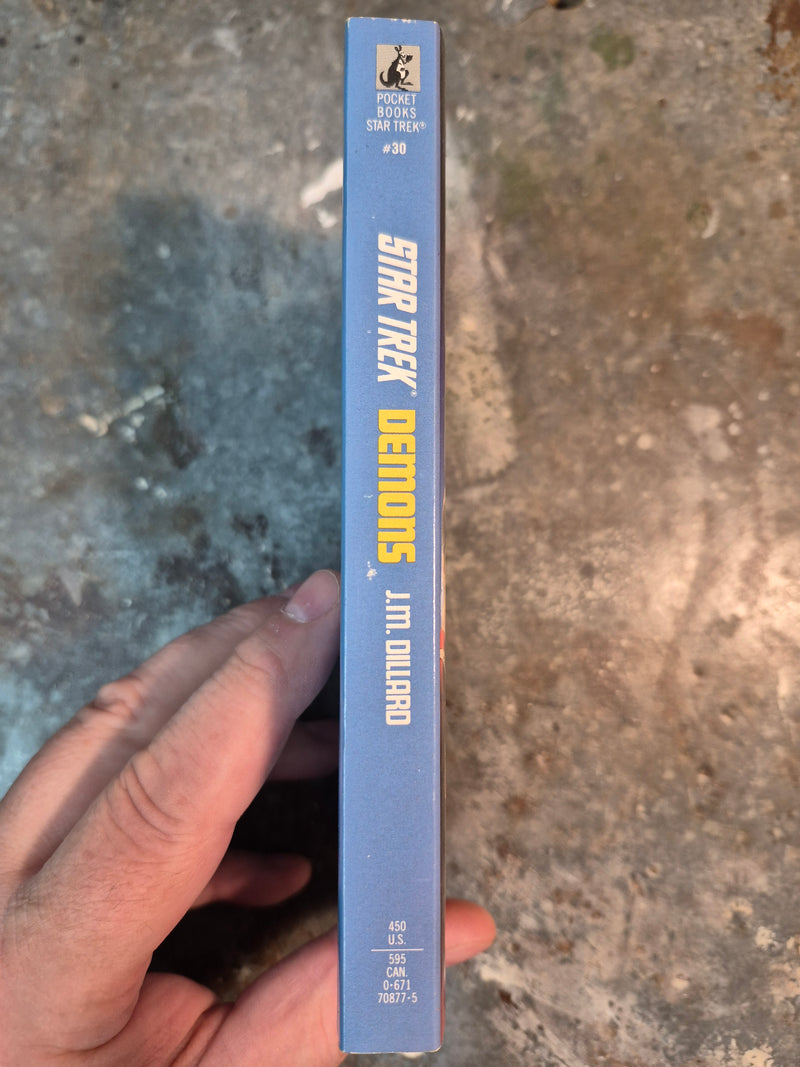 POCKET
BOOKS
STAR TREK®
#30
STAR TREK® DEMONS J.M. DILLARD
450
U.S.
595
CAN.
0-671
70877-5